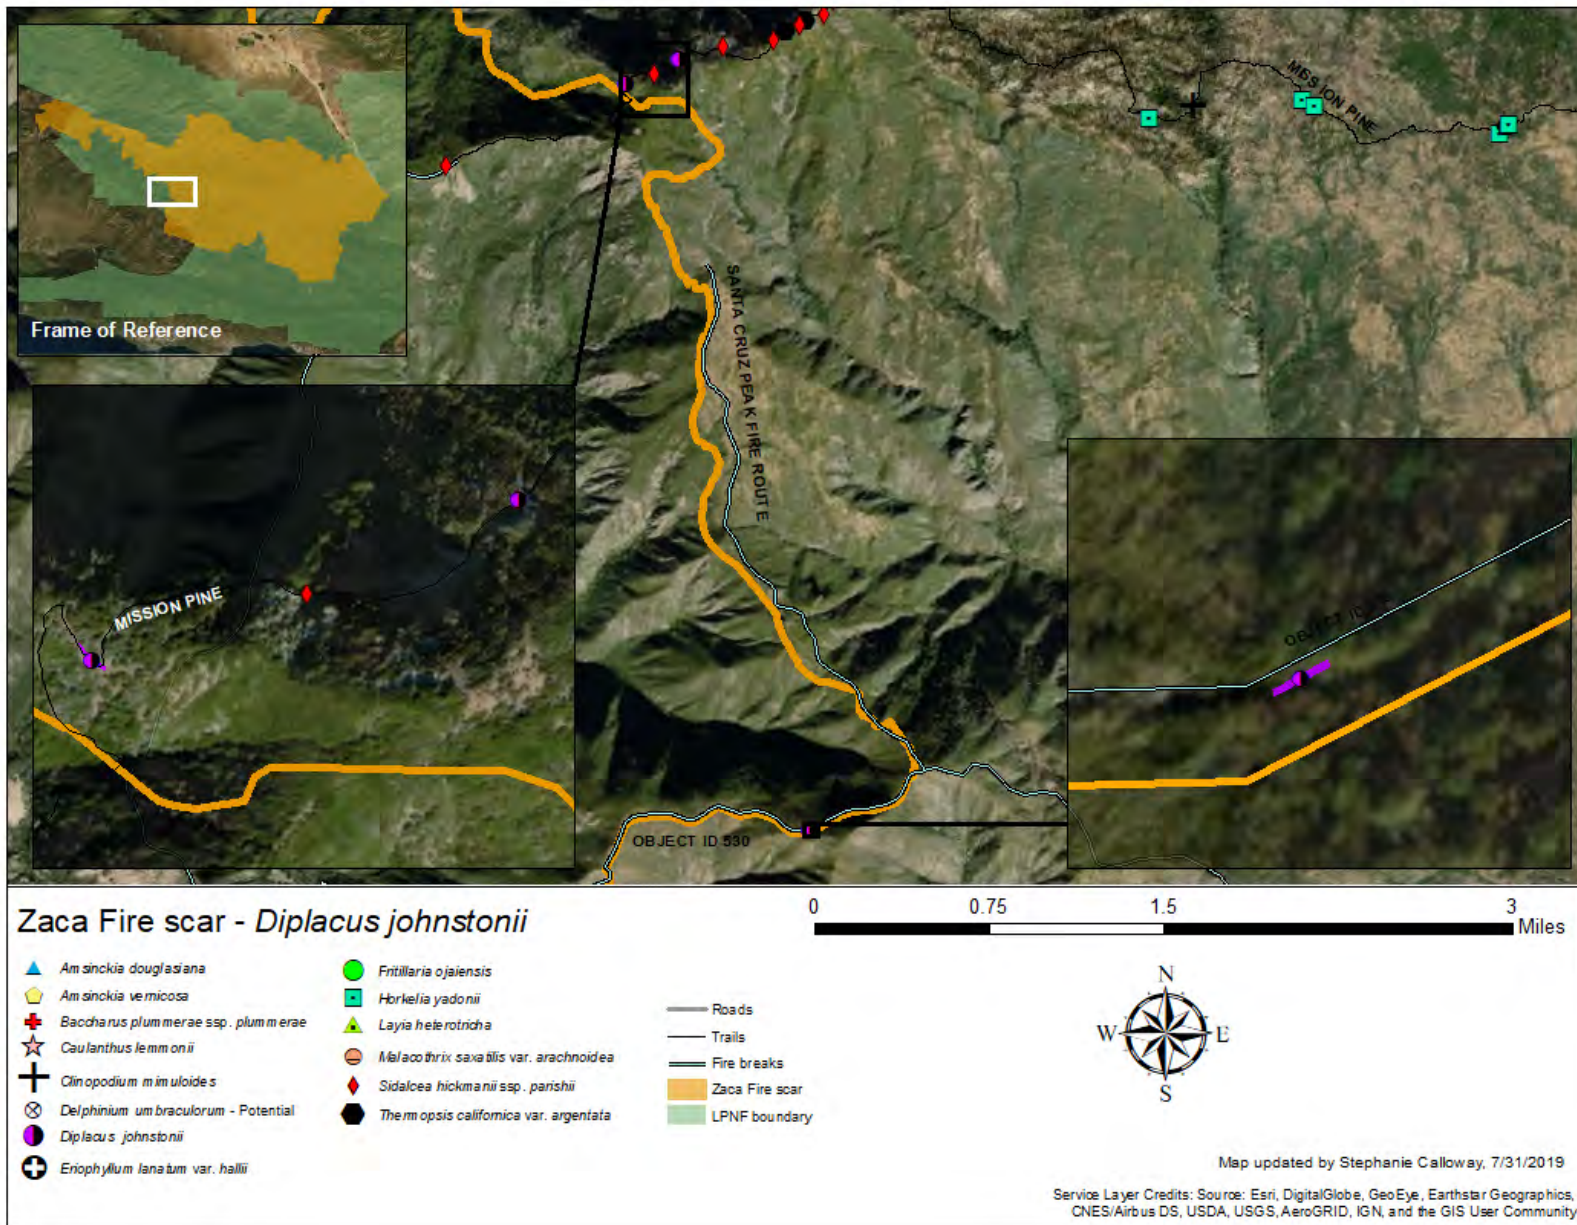 MISSION PINE
Frame of Reference
SANTA CRUZ PEAK FIRE ROUTE
MISSION PINE
OBJECT ID
OBJECT ID 530
Zaca Fire scar - Diplacus johnstonii
0 0.75 1.5 3
Miles
Amsinckia douglasiana
Amsinckia vernicosa
Baccharus plummerae ssp. plummerae
Caulanthus lemmonii
Clinopodium mimuloides
Delphinium umbraculorum - Potential
Diplacus johnstonii
Eriophyllum lanatum var. hallii
Fritillaria ojaiensis
Horkelia yadonii
Layia heterotricha
Malacothrix saxatilis var. arachnoidea
Sidalcea hickmanii ssp. parishii
Thermopsis californica var. argentata
Roads
Trails
Fire breaks
Zaca Fire scar
LPNF boundary
N
W E
S
Map updated by Stephanie Calloway, 7/31/2019
Service Layer Credits: Source: Esri, DigitalGlobe, GeoEye, Earthstar Geographics,
CNES/Airbus DS, USDA, USGS, AeroGRID, IGN, and the GIS User Community